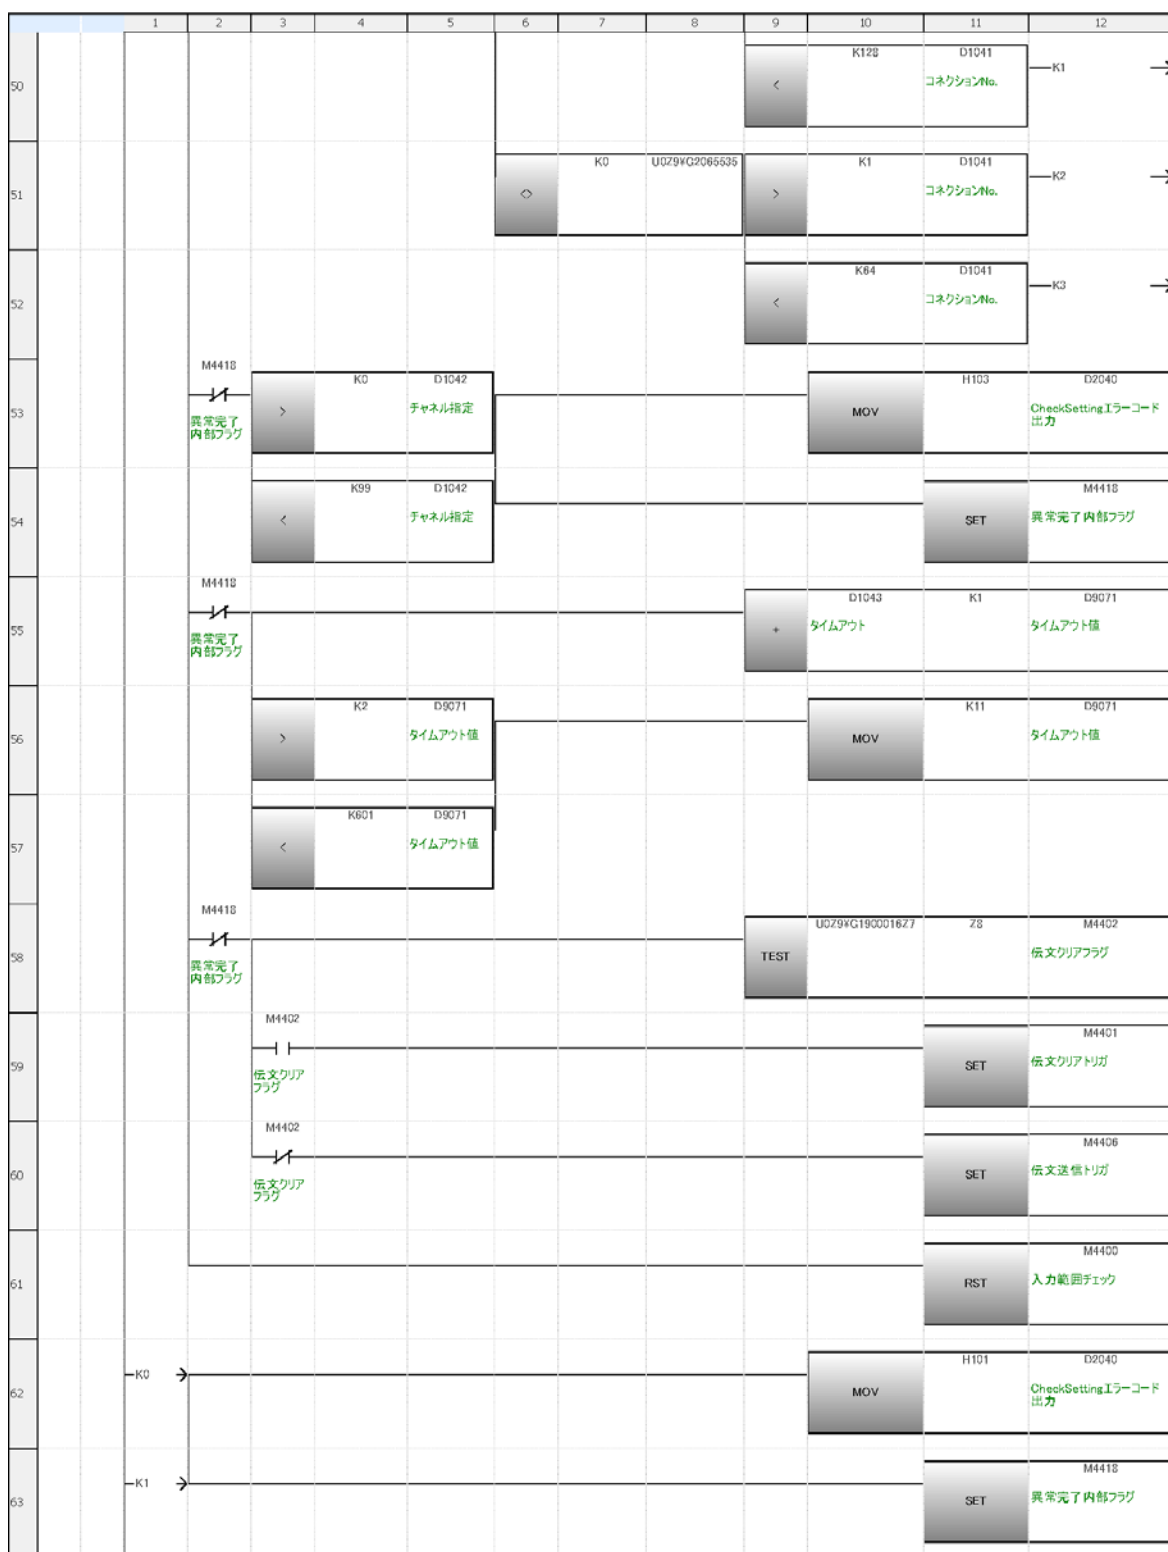 1 2 3 4 5 6 7 8 9 10 11 12
50 < K128 D1041 K1
コネクションNo.
51 <> K0 U0Z9¥G2065535 > K1 D1041 K2
コネクションNo.
52 < K64 D1041 K3
コネクションNo.
M4418
53 > K0 D1042 MOV H103 D2040
異常完了
内部フラグ
チャネル指定
CheckSettingエラーコード
出力
54 < K99 D1042 SET M4418
チャネル指定 異常完了内部フラグ
M4418
55 + D1043 K1 D9071
異常完了
内部フラグ
タイムアウト タイムアウト値
56 > K2 D9071 MOV K11 D9071
タイムアウト値 タイムアウト値
57 < K601 D9071
タイムアウト値
M4418
58 TEST U0Z9¥G1900016Z7 Z8 M4402
異常完了
内部フラグ
伝文クリアフラグ
M4402
59 SET M4401
伝文クリア
フラグ
伝文クリアトリガ
M4402
60 SET M4406
伝文クリア
フラグ
伝文送信トリガ
61 RST M4400
入力範囲チェック
62 K0 MOV H101 D2040
CheckSettingエラーコード
出力
63 K1 SET M4418
異常完了内部フラグ